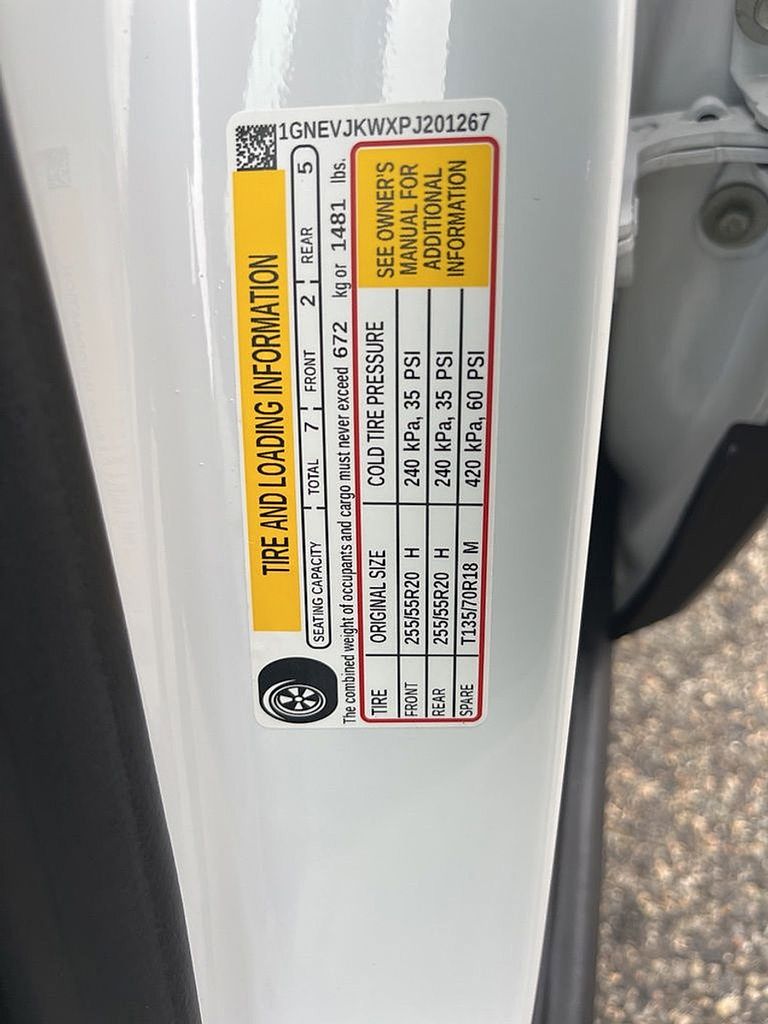 1GNEVJKWXPJ201267
TIRE AND LOADING INFORMATION
SEATING CAPACITY TOTAL 7 FRONT 2 REAR 5
The combined weight of occupants and cargo must never exceed 672 kg or 1481 lbs.
TIRE ORIGINAL SIZE COLD TIRE PRESSURE
FRONT 255/55R20 H 240 kPa, 35 PSI
REAR 255/55R20 H 240 kPa, 35 PSI
SPARE T135/70R18 M 420 kPa, 60 PSI
SEE OWNER'S
MANUAL FOR
ADDITIONAL
INFORMATION